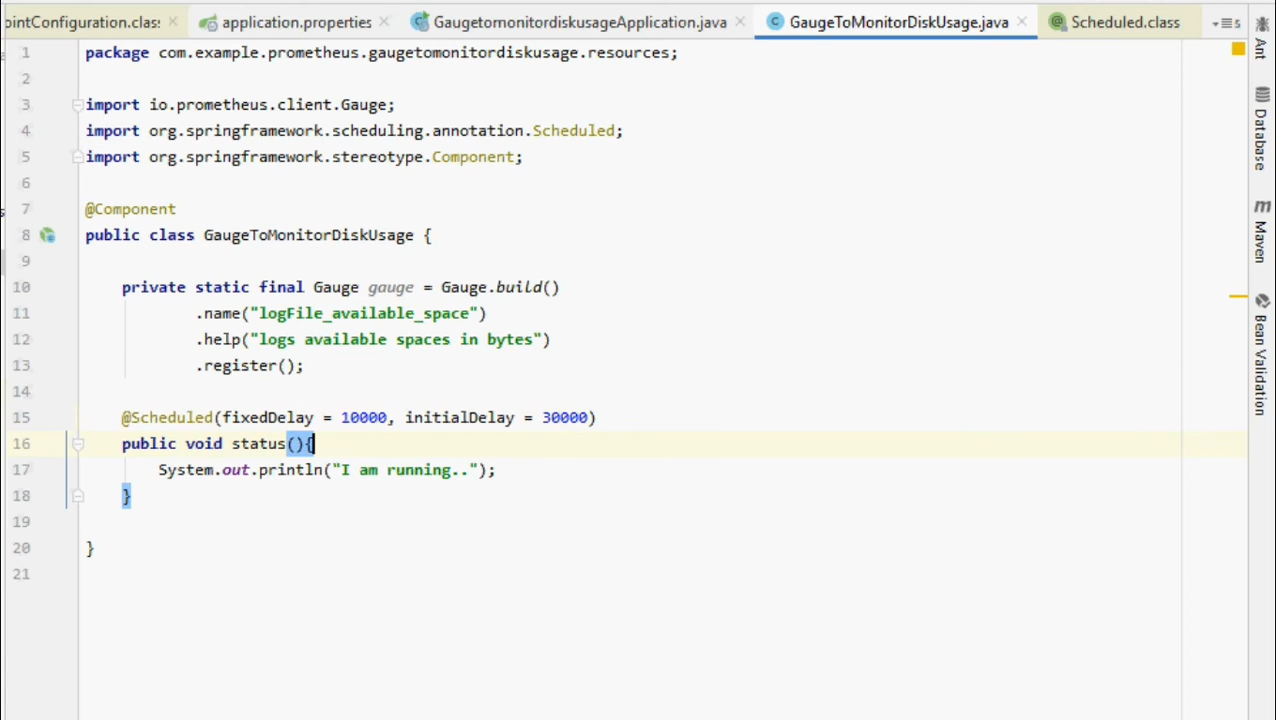 ointConfiguration.class
application.properties
GaugetomonitordiskusageApplication.java
GaugeToMonitorDiskUsage.java
Scheduled.class
1 package com.example.prometheus.gaugetomonitordiskusage.resources;
2
3 import io.prometheus.client.Gauge;
4 import org.springframework.scheduling.annotation.Scheduled;
5 import org.springframework.stereotype.Component;
6
7 @Component
8 public class GaugeToMonitorDiskUsage {
9
10 private static final Gauge gauge = Gauge.build()
11 .name("logFile_available_space")
12 .help("logs available spaces in bytes")
13 .register();
14
15 @Scheduled(fixedDelay = 10000, initialDelay = 30000)
16 public void status(){
17 System.out.println("I am running..");
18 }
19
20 }
21
Ant
Database
Maven
Bean Validation